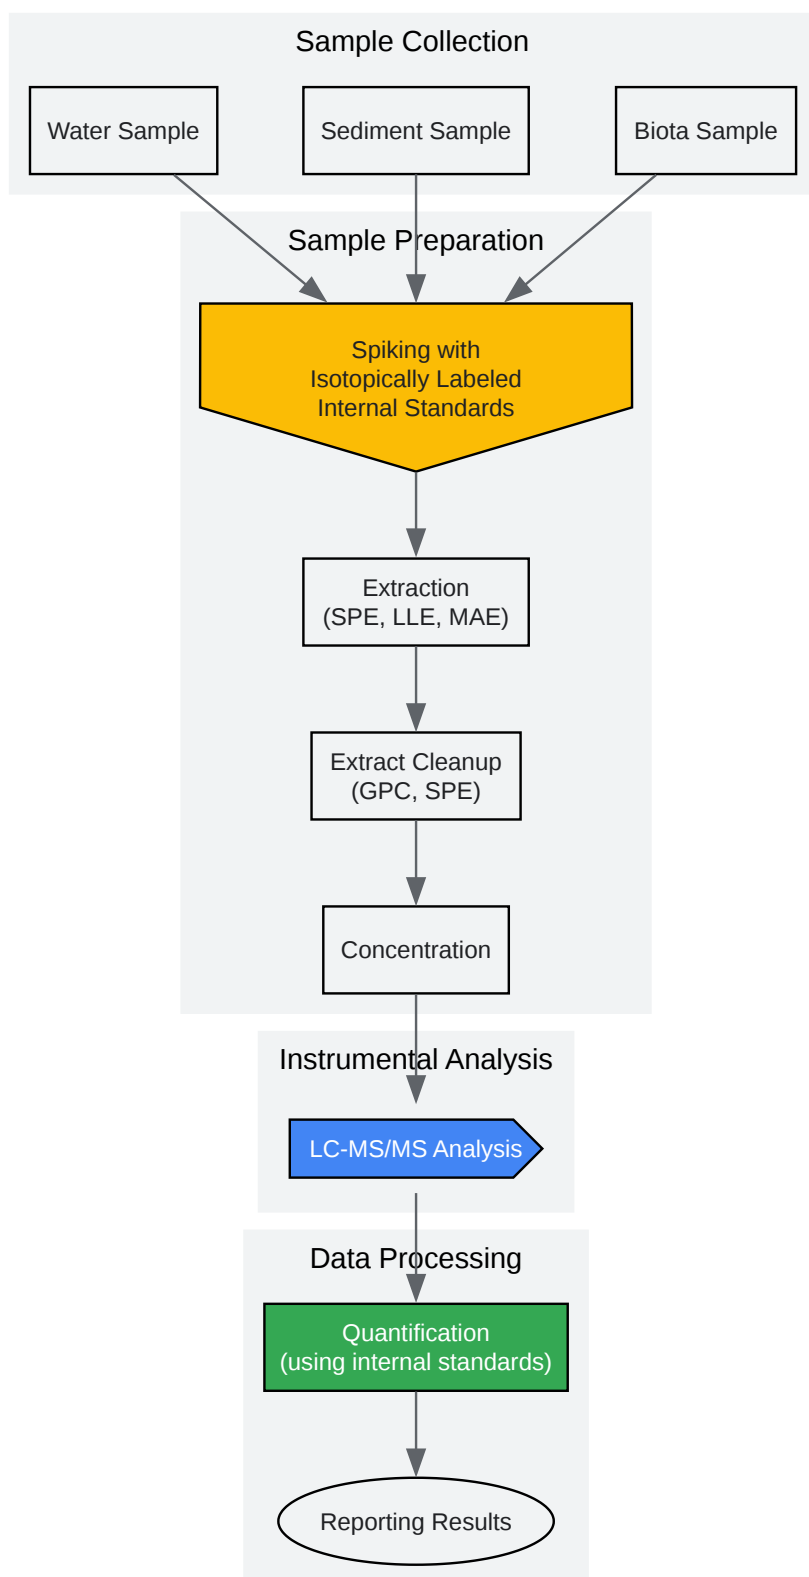 Sample Collection
Water Sample
Sediment Sample
Biota Sample
Sample Preparation
Spiking with
Isotopically Labeled
Internal Standards
Extraction
(SPE, LLE, MAE)
Extract Cleanup
(GPC, SPE)
Concentration
Instrumental Analysis
LC-MS/MS Analysis
Data Processing
Quantification
(using internal standards)
Reporting Results